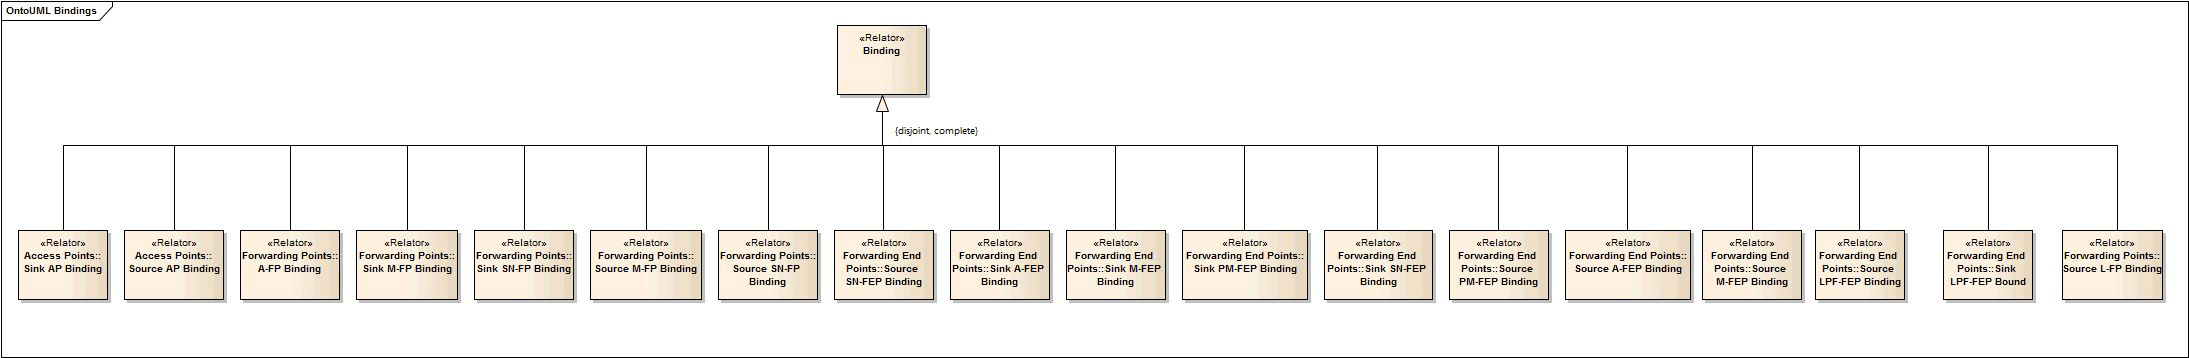 OntoUML Bindings
«Relator»
Binding
{disjoint, complete}
«Relator»
Access Points::
Sink AP Binding
«Relator»
Access Points::
Source AP Binding
«Relator»
Forwarding Points::
A-FP Binding
«Relator»
Forwarding Points::
Sink M-FP Binding
«Relator»
Forwarding Points::
Sink SN-FP Binding
«Relator»
Forwarding Points::
Source M-FP Binding
«Relator»
Forwarding Points::
Source SN-FP
Binding
«Relator»
Forwarding End
Points::Source
SN-FEP Binding
«Relator»
Forwarding End
Points::Sink A-FEP
Binding
«Relator»
Forwarding End
Points::Sink M-FEP
Binding
«Relator»
Forwarding End Points::
Sink PM-FEP Binding
«Relator»
Forwarding End
Points::Sink SN-FEP
Binding
«Relator»
Forwarding End
Points::Source
PM-FEP Binding
«Relator»
Forwarding End Points::
Source A-FEP Binding
«Relator»
Forwarding End
Points::Source
M-FEP Binding
«Relator»
Forwarding End
Points::Source
LPF-FEP Binding
«Relator»
Forwarding End
Points::Sink
LPF-FEP Bound
«Relator»
Forwarding Points::
Source L-FP Binding